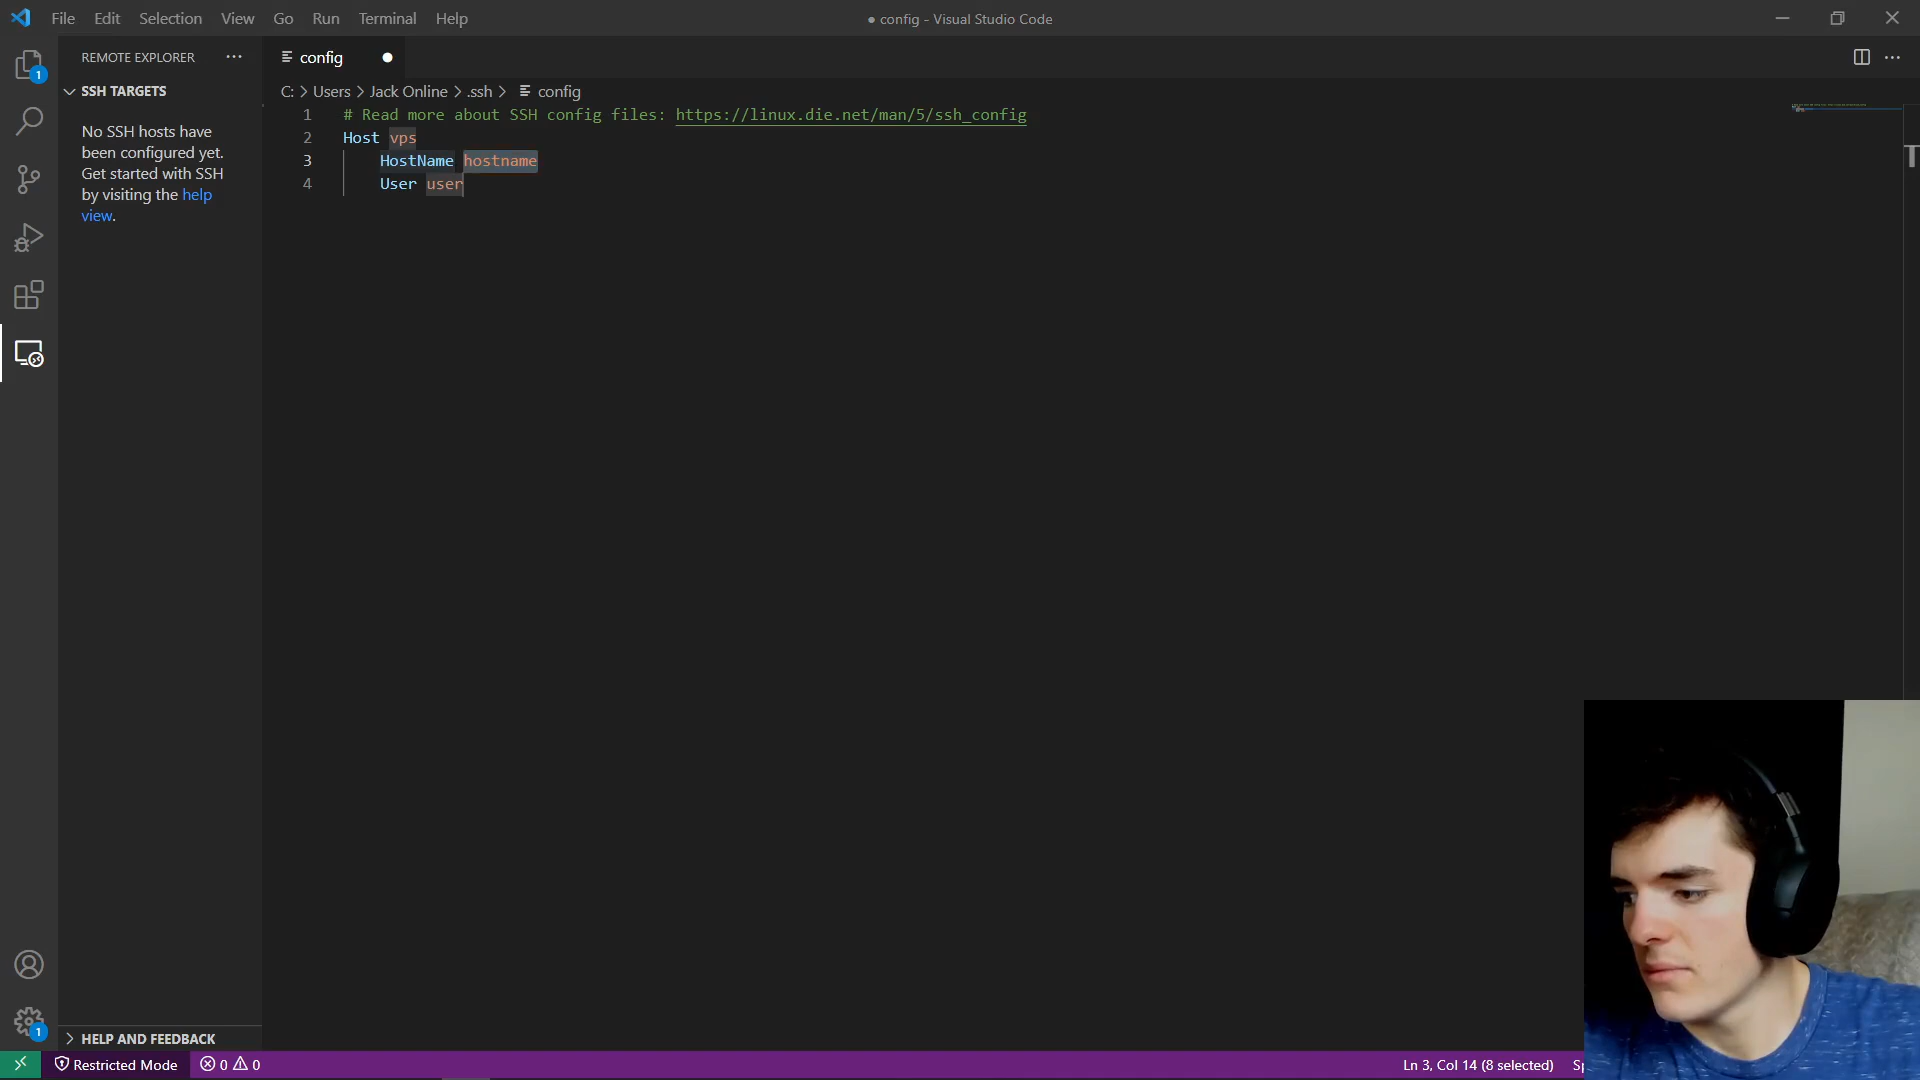 File Edit Selection View Go Run Terminal Help
● config - Visual Studio Code
REMOTE EXPLORER
config
SSH TARGETS
C: > Users > Jack Online > .ssh > config
No SSH hosts have
been configured yet.
Get started with SSH
by visiting the help
view.
1 # Read more about SSH config files: https://linux.die.net/man/5/ssh_config
2 Host vps
3 HostName hostname
4 User user
1
1
HELP AND FEEDBACK
Restricted Mode 0 0
Ln 3, Col 14 (8 selected)